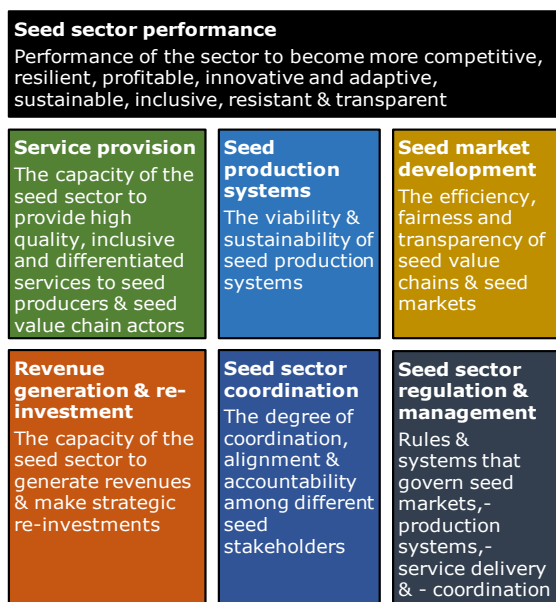 Seed sector performance
Performance of the sector to become more competitive,
resilient, profitable, innovative and adaptive,
sustainable, inclusive, resistant & transparent
Service provision
The capacity of the
seed sector to
provide high
quality, inclusive
and differentiated
services to seed
producers & seed
value chain actors
Seed
production
systems
The viability &
sustainability of
seed production
systems
Seed market
development
The efficiency,
fairness and
transparency of
seed value
chains & seed
markets
Revenue
generation & re-
investment
The capacity of the
seed sector to
generate revenues
& make strategic
re-investments
Seed sector
coordination
The degree of
coordination,
alignment &
accountability
among different
seed
stakeholders
Seed sector
regulation &
management
Rules &
systems that
govern seed
markets,-
production
systems,-
service delivery
& - coordination